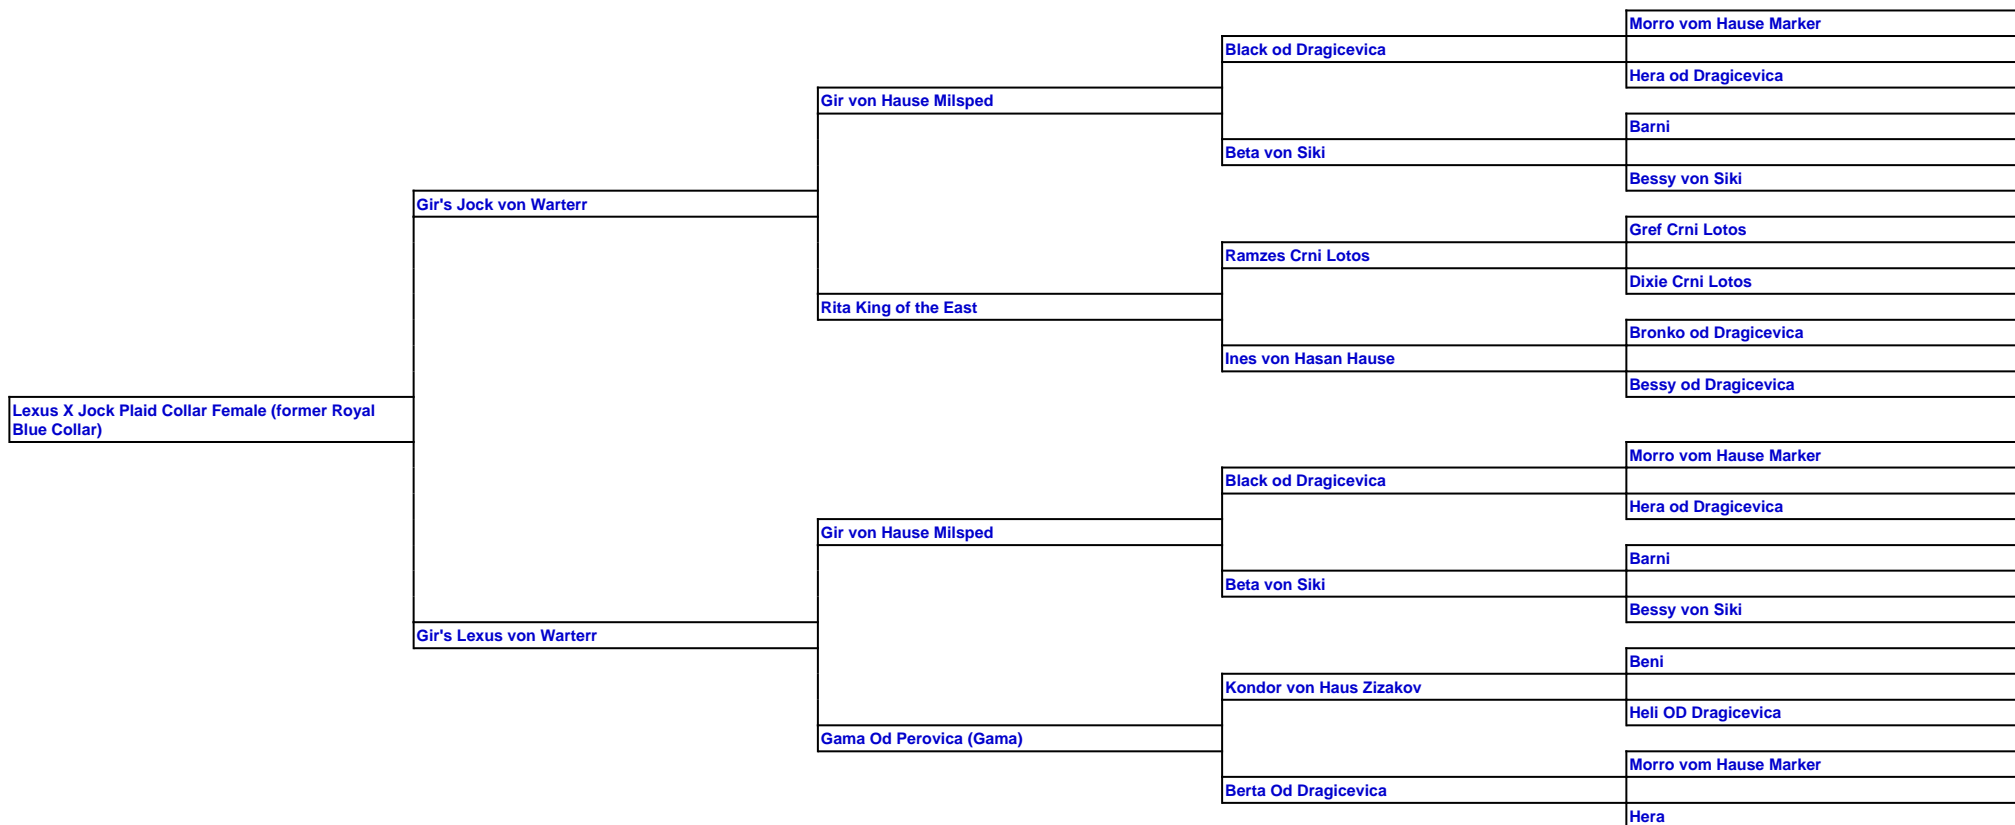 Morro vom Hause Marker
Black od Dragicevica
Hera od Dragicevica
Gir von Hause Milsped
Barni
Beta von Siki
Bessy von Siki
Gir's Jock von Warterr
Gref Crni Lotos
Ramzes Crni Lotos
Dixie Crni Lotos
Rita King of the East
Bronko od Dragicevica
Ines von Hasan Hause
Bessy od Dragicevica
Lexus X Jock Plaid Collar Female (former Royal
Blue Collar)
Morro vom Hause Marker
Black od Dragicevica
Hera od Dragicevica
Gir von Hause Milsped
Barni
Beta von Siki
Bessy von Siki
Gir's Lexus von Warterr
Beni
Kondor von Haus Zizakov
Heli OD Dragicevica
Gama Od Perovica (Gama)
Morro vom Hause Marker
Berta Od Dragicevica
Hera